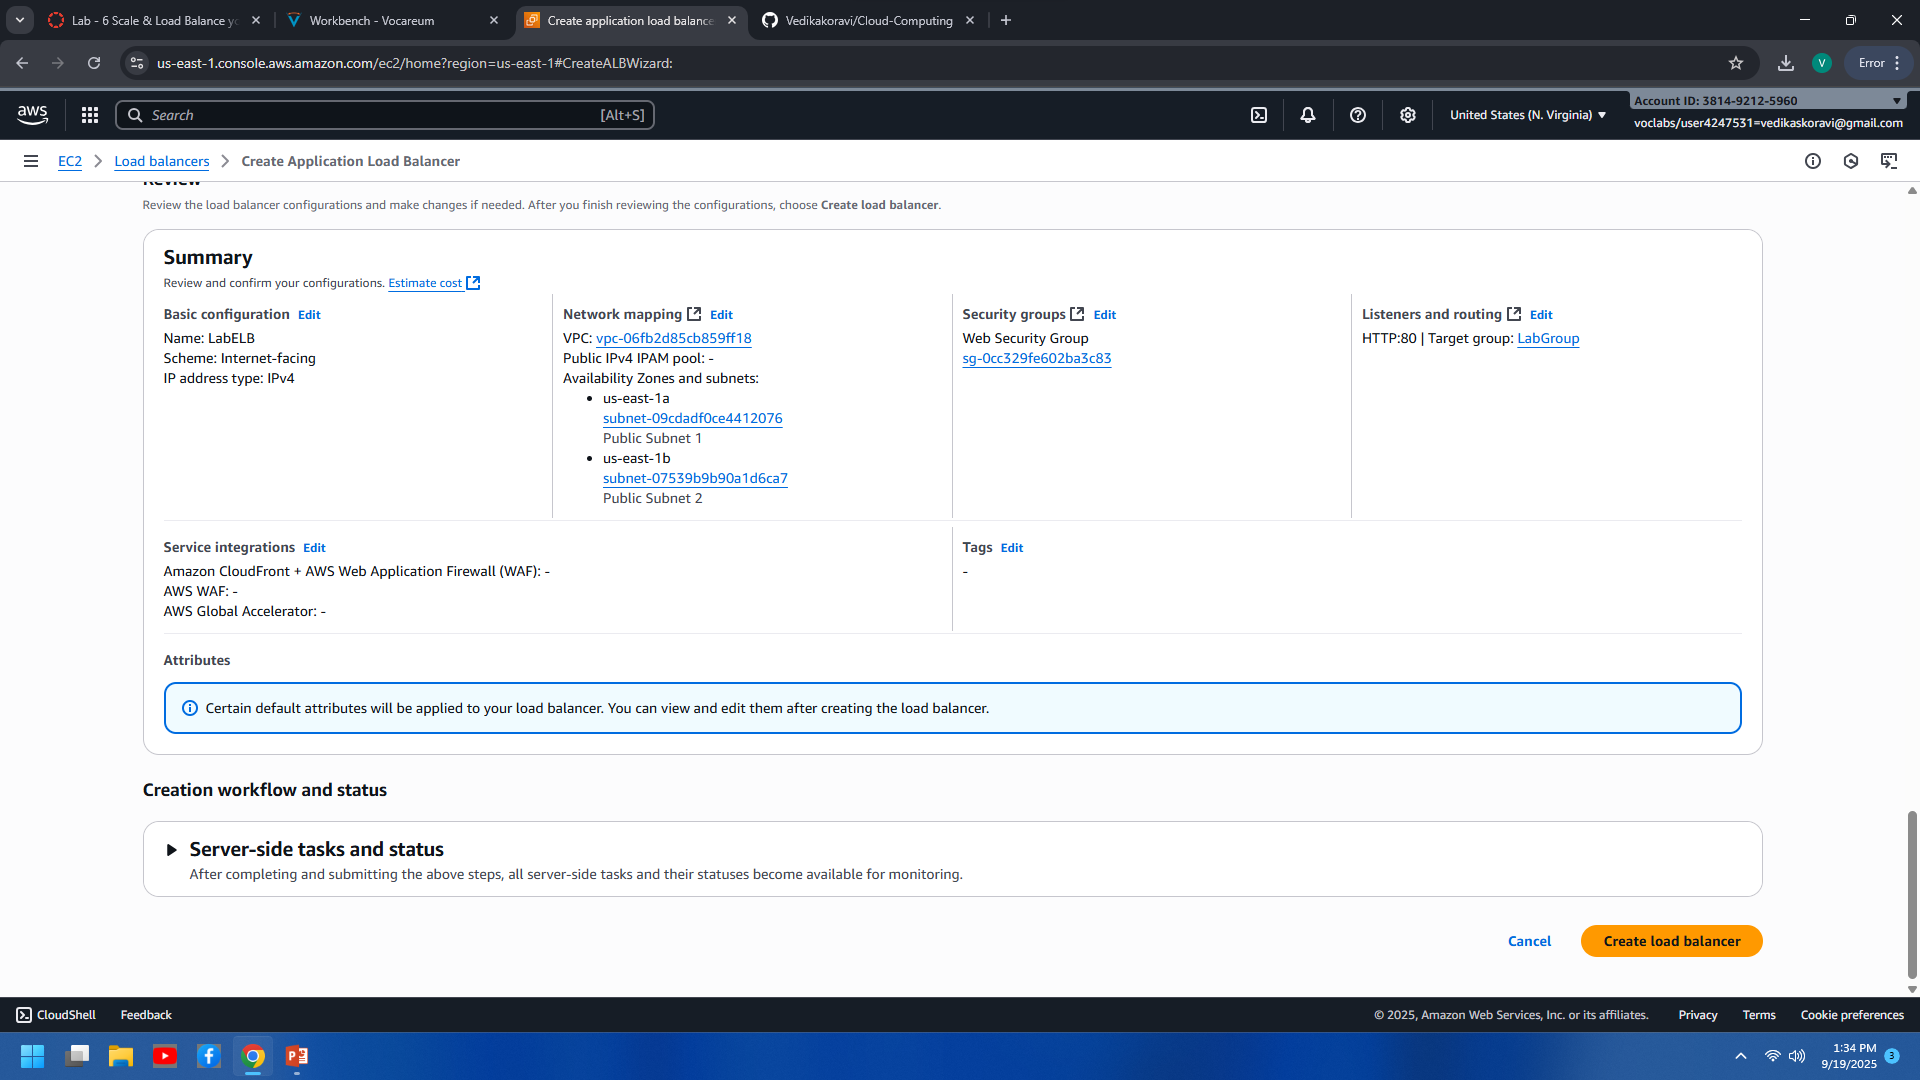 Lab - 6 Scale & Load Balance yo
Workbench - Vocareum
Create application load balance
Vedikakoravi/Cloud-Computing
us-east-1.console.aws.amazon.com/ec2/home?region=us-east-1#CreateALBWizard:
V
Error
aws
Search
[Alt+S]
United States (N. Virginia)
Account ID: 3814-9212-5960
voclabs/user4247531=vedikaskoravi@gmail.com
EC2
Load balancers
Create Application Load Balancer
Review
Review the load balancer configurations and make changes if needed. After you finish reviewing the configurations, choose Create load balancer.
Summary
Review and confirm your configurations. Estimate cost
Basic configuration Edit
Name: LabELB
Scheme: Internet-facing
IP address type: IPv4
Network mapping Edit
VPC: vpc-06fb2d85cb859ff18
Public IPv4 IPAM pool: -
Availability Zones and subnets:
• us-east-1a
subnet-09cdadf0ce4412076
Public Subnet 1
• us-east-1b
subnet-07539b9b90a1d6ca7
Public Subnet 2
Security groups Edit
Web Security Group
sg-0cc329fe602ba3c83
Listeners and routing Edit
HTTP:80 | Target group: LabGroup
Service integrations Edit
Amazon CloudFront + AWS Web Application Firewall (WAF): -
AWS WAF: -
AWS Global Accelerator: -
Tags Edit
-
Attributes
Certain default attributes will be applied to your load balancer. You can view and edit them after creating the load balancer.
Creation workflow and status
Server-side tasks and status
After completing and submitting the above steps, all server-side tasks and their statuses become available for monitoring.
Cancel
Create load balancer
CloudShell
Feedback
© 2025, Amazon Web Services, Inc. or its affiliates.
Privacy
Terms
Cookie preferences
1:34 PM
9/19/2025
3